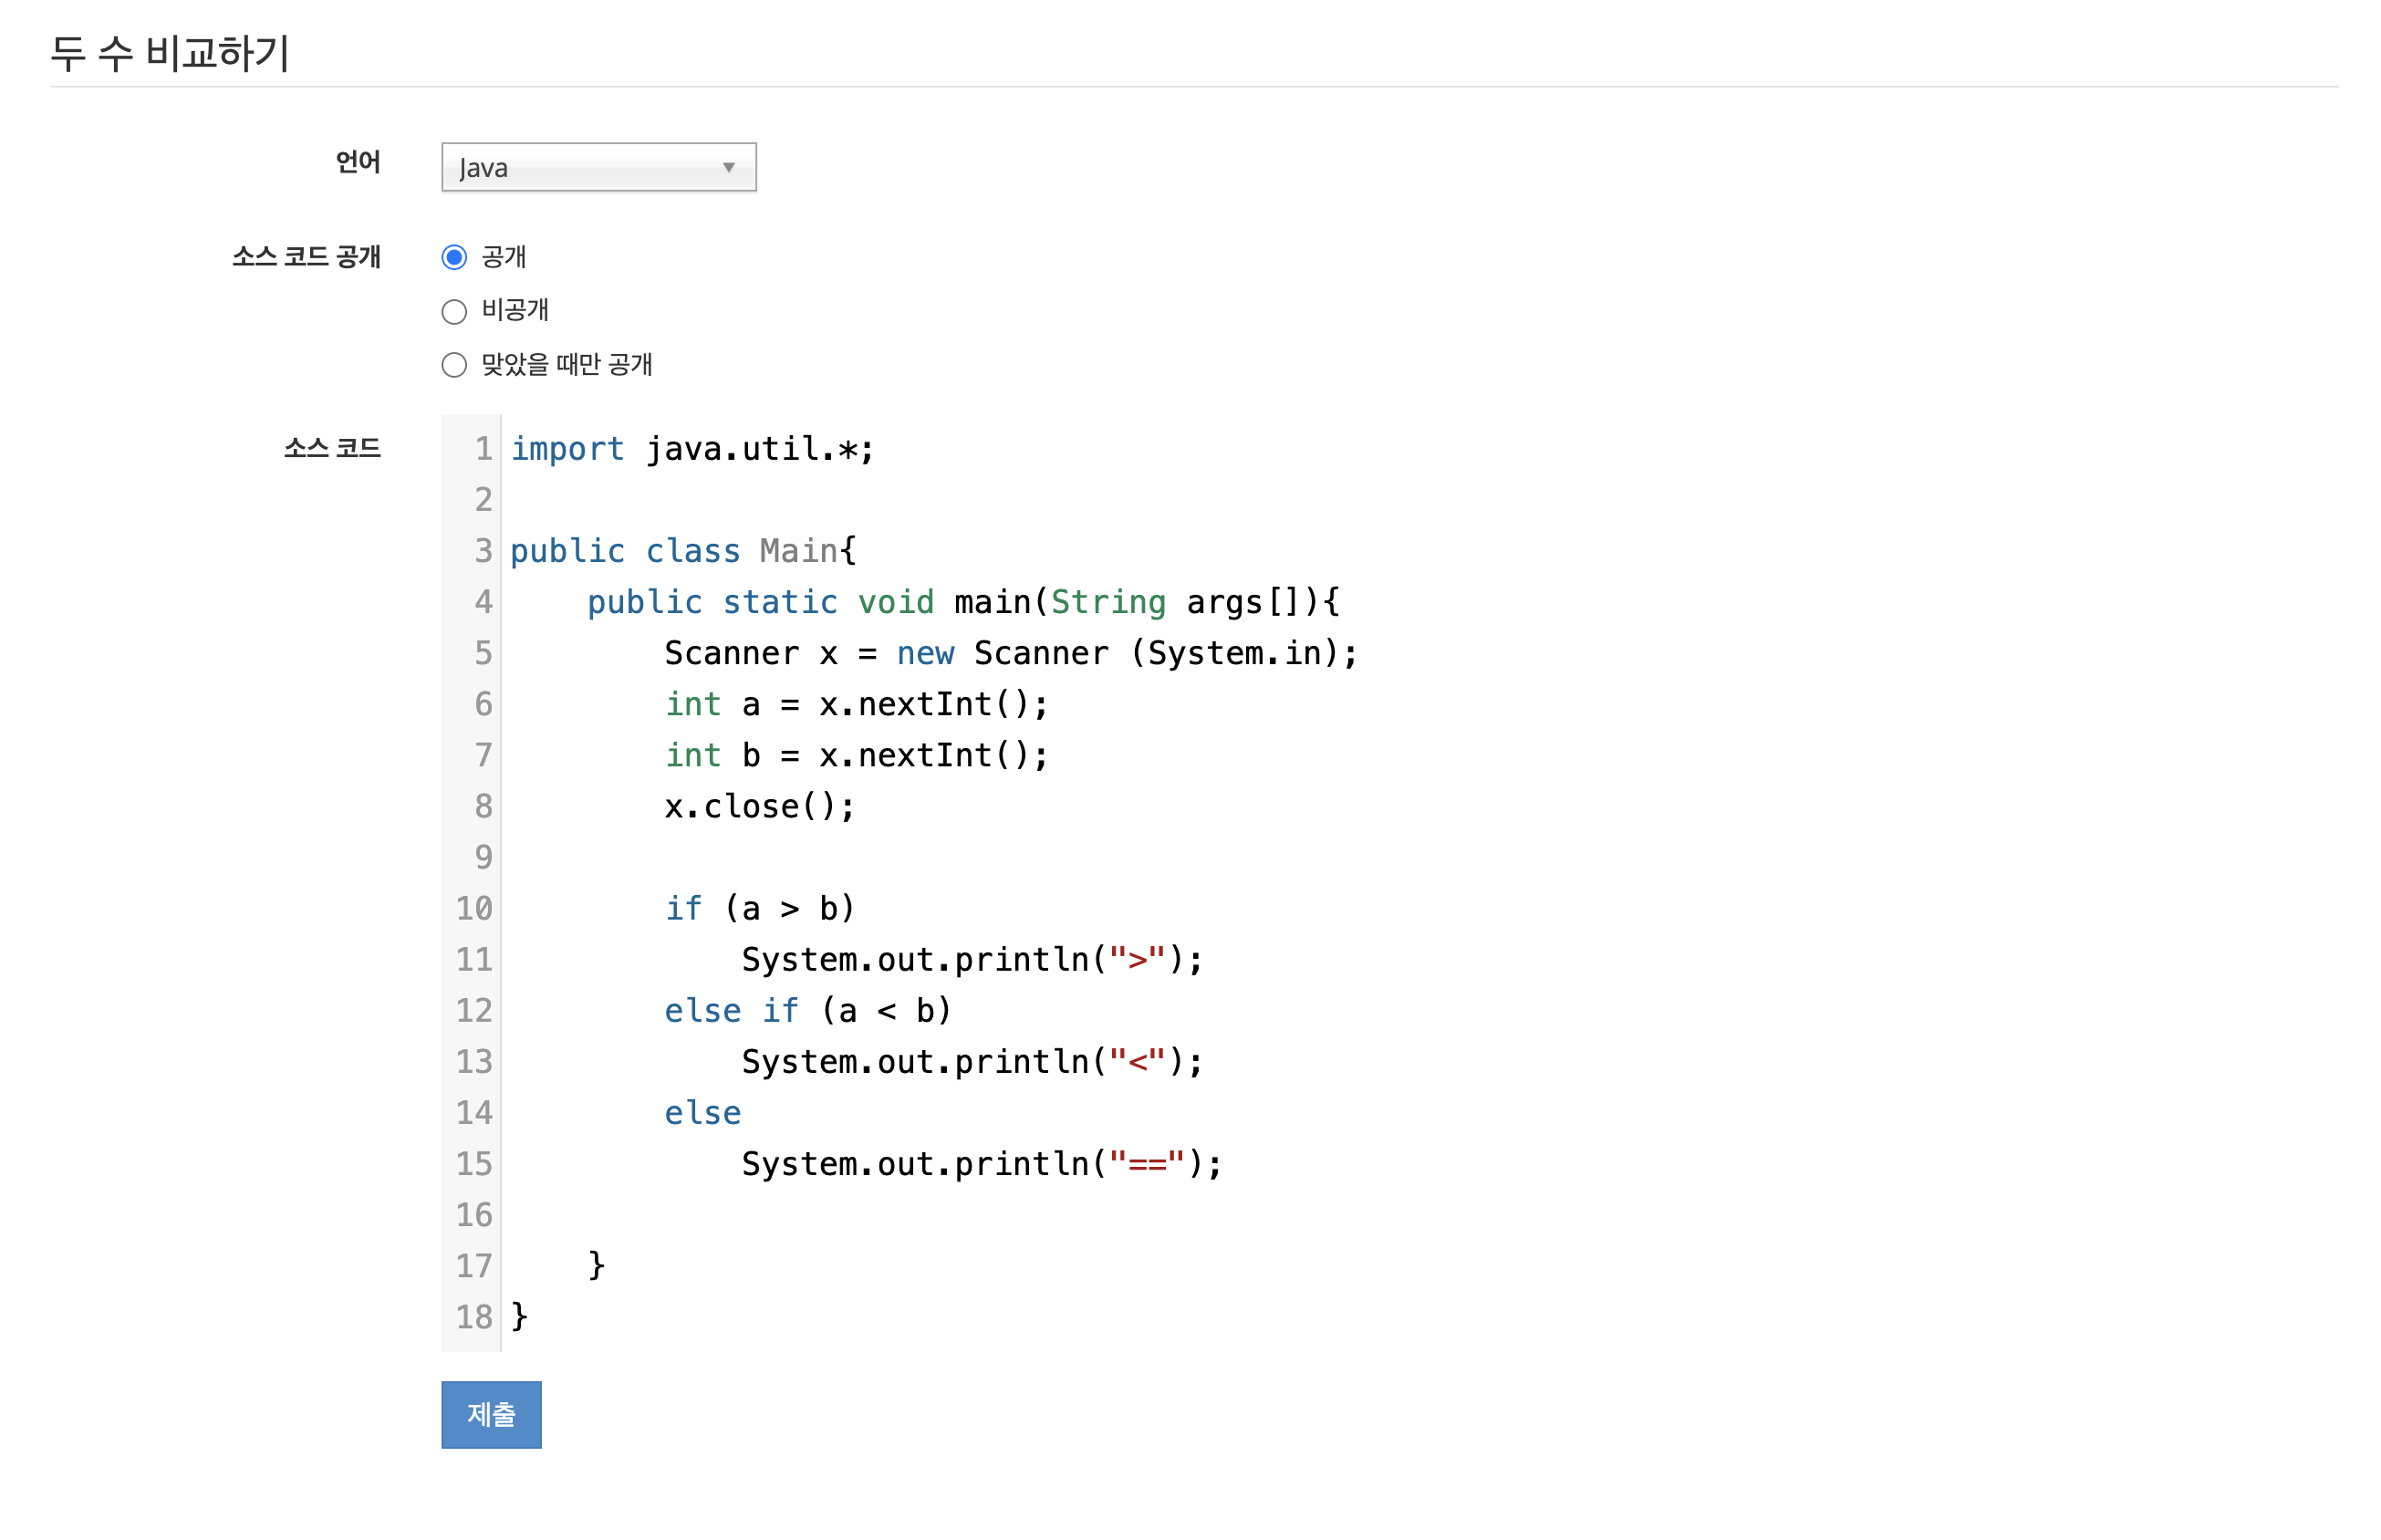 두 수 비교하기
언어 Java
소스 코드 공개 공개
비공개
맞았을 때만 공개
소스 코드
1 import java.util.*;
2
3 public class Main{
4     public static void main(String args[]){
5         Scanner x = new Scanner (System.in);
6         int a = x.nextInt();
7         int b = x.nextInt();
8         x.close();
9
10         if (a > b)
11             System.out.println(">");
12         else if (a < b)
13             System.out.println("<");
14         else
15             System.out.println("==");
16
17     }
18 }
제출